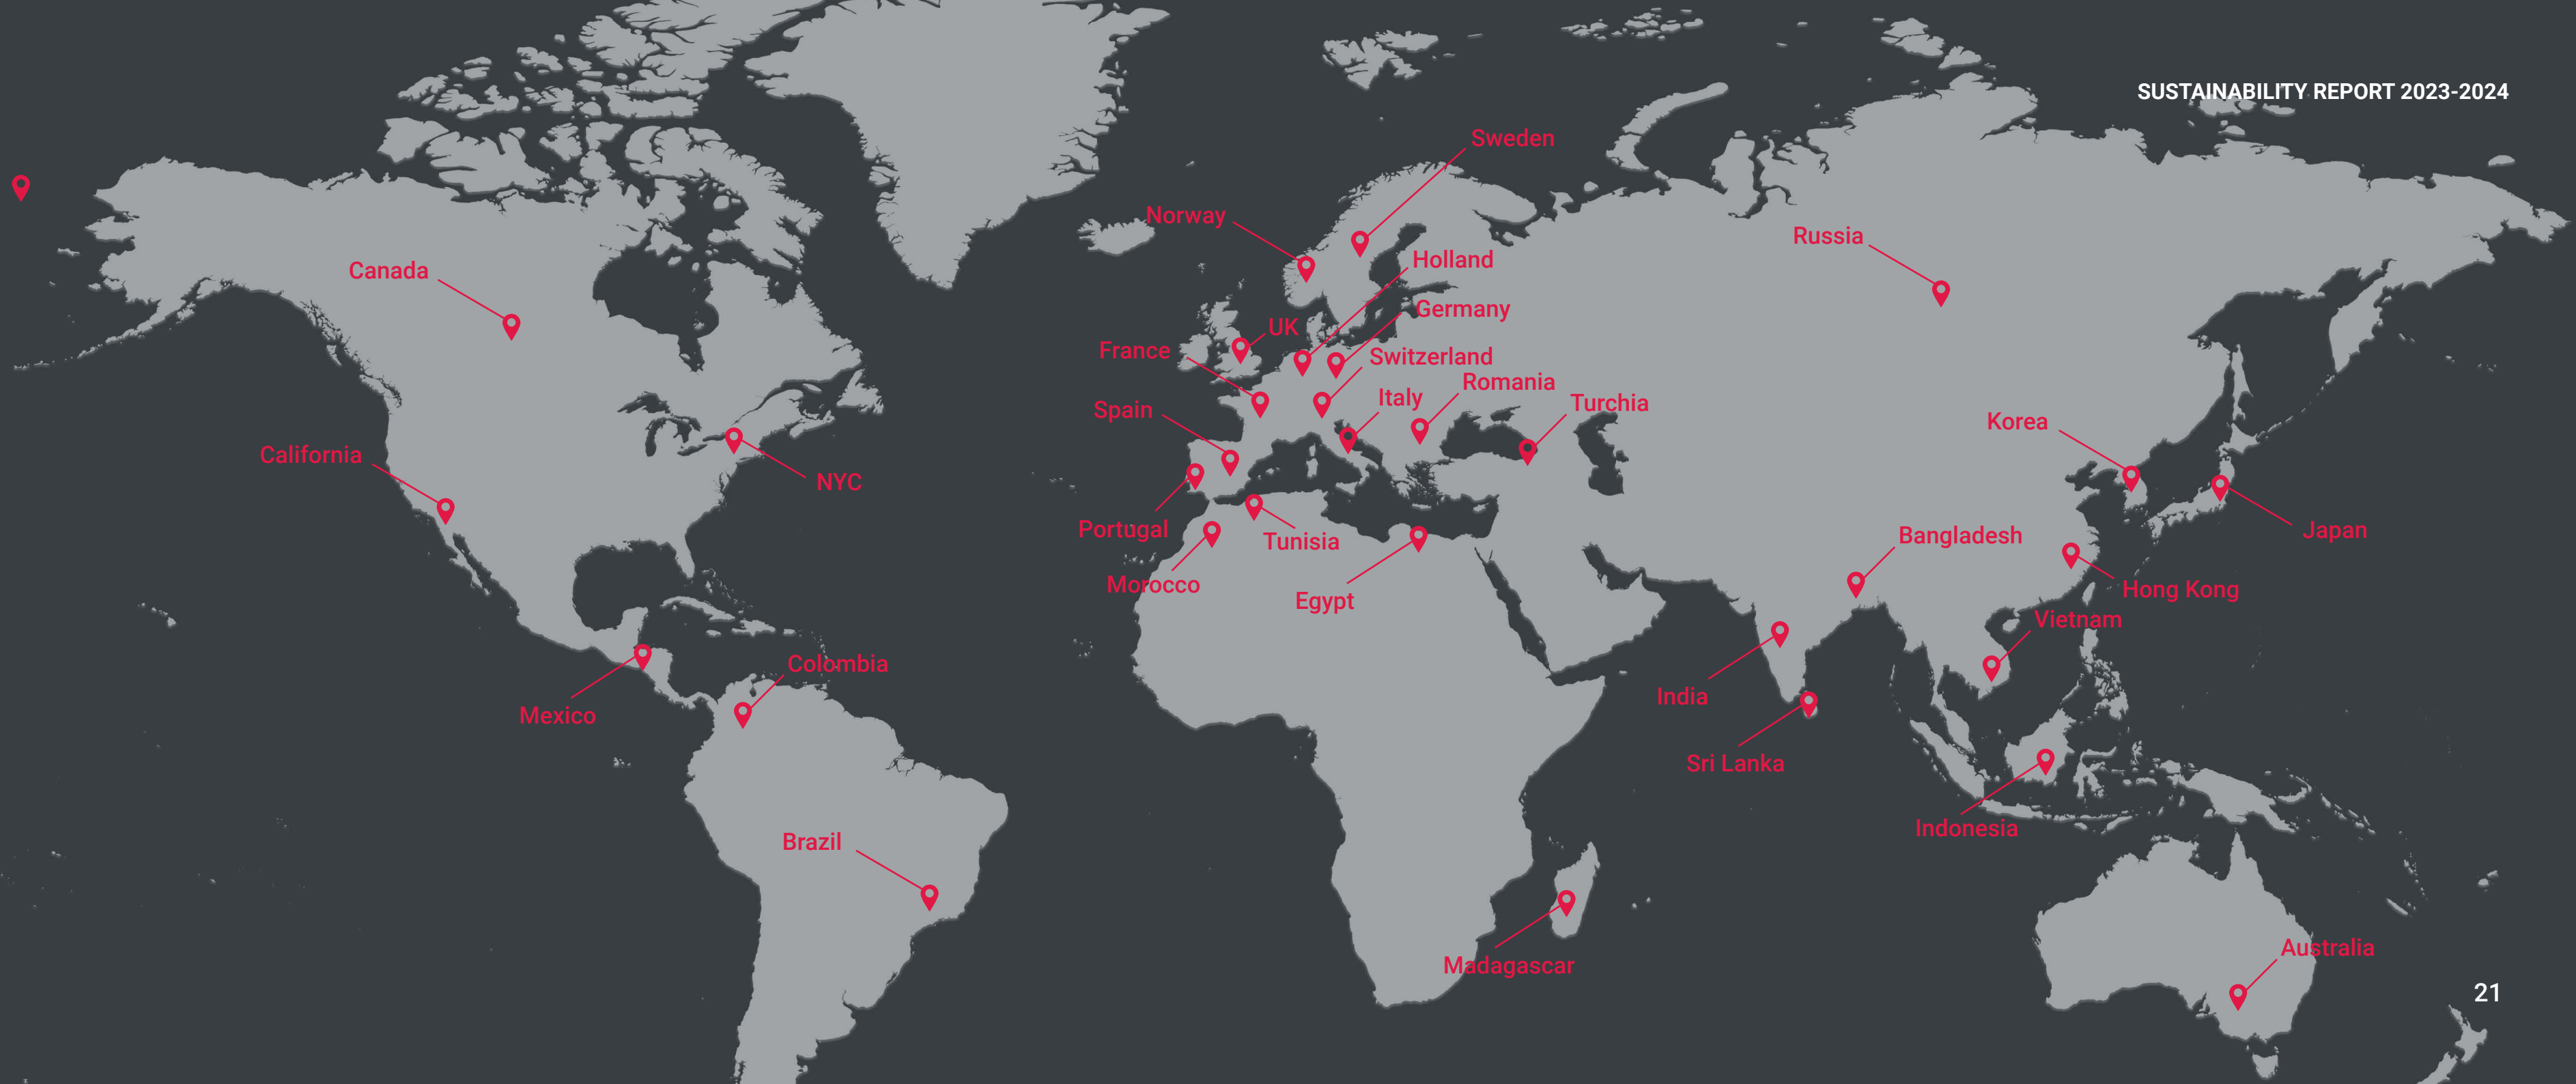 SUSTAINABILITY REPORT 2023-2024
Sweden
Norway
Russia
Holland
Canada
Germany
UK
France
Switzerland
Romania
Italy
Turchia
Spain
Korea
California
NYC
Portugal
Japan
Bangladesh
Tunisia
Morocco
Hong Kong
Egypt
Vietnam
Colombia
India
Mexico
Sri Lanka
Indonesia
Brazil
Australia
Madagascar
21